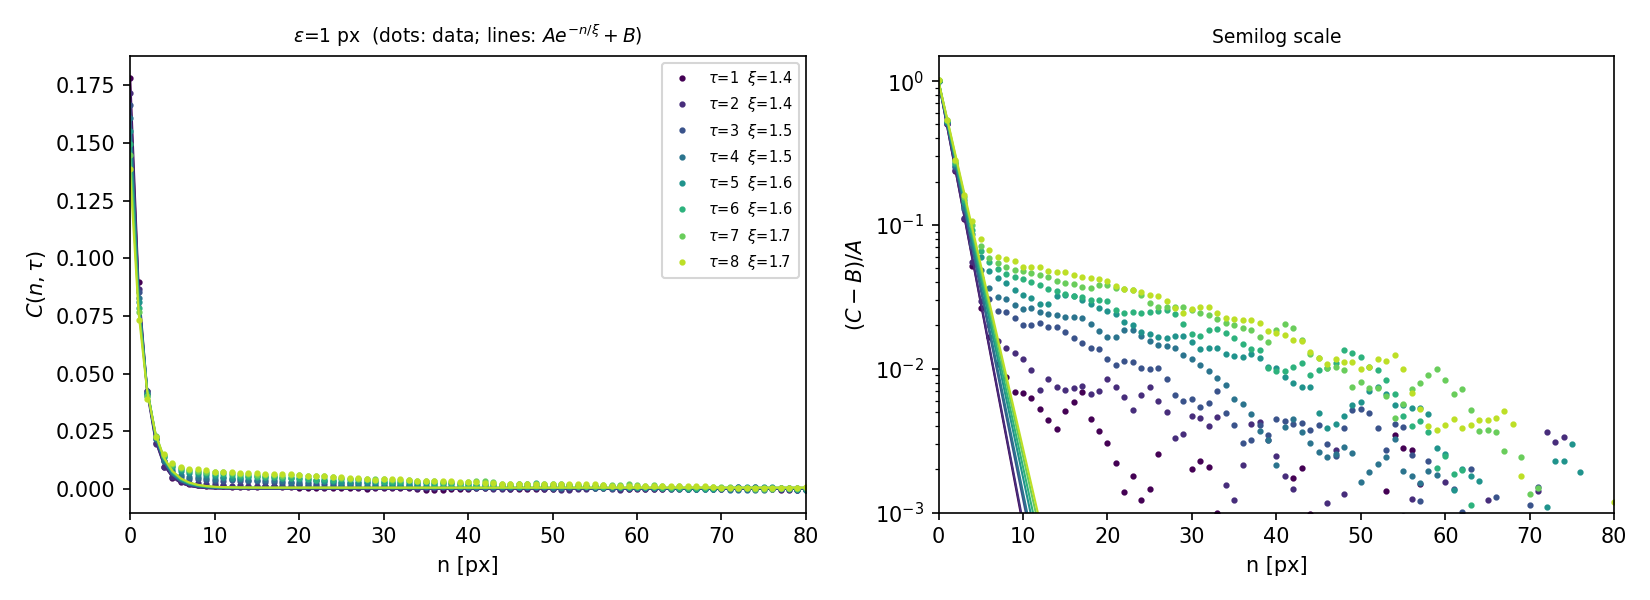 ε=1 px (dots: data; lines: Ae^{-n/ξ} + B)
C(n, τ)
0.175
0.150
0.125
0.100
0.075
0.050
0.025
0.000
τ=1 ξ=1.4
τ=2 ξ=1.4
τ=3 ξ=1.5
τ=4 ξ=1.5
τ=5 ξ=1.6
τ=6 ξ=1.6
τ=7 ξ=1.7
τ=8 ξ=1.7
0 10 20 30 40 50 60 70 80
n [px]
Semilog scale
(C − B)/A
10⁰
10⁻¹
10⁻²
10⁻³
0 10 20 30 40 50 60 70 80
n [px]